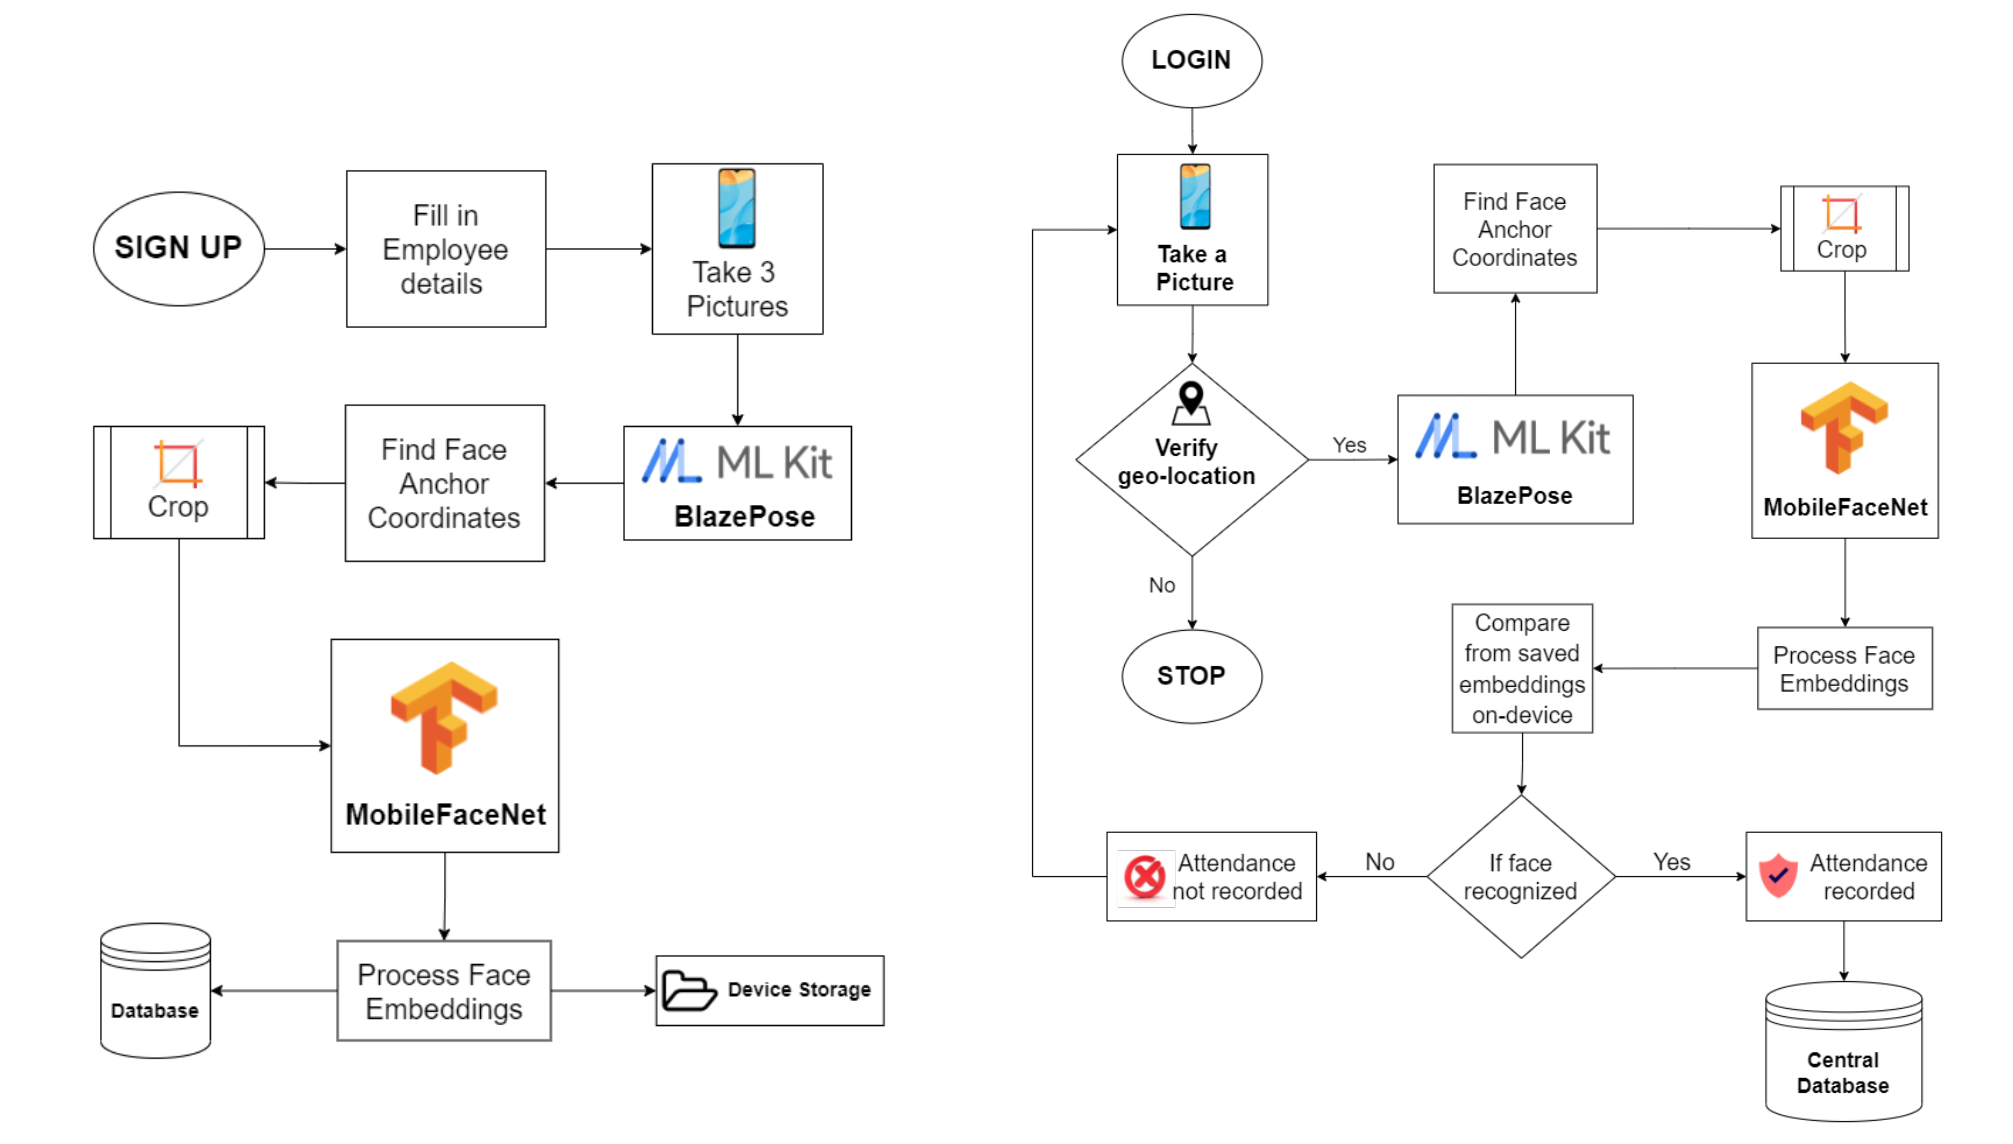 SIGN UP
Fill in
Employee
details
Take 3
Pictures
ML Kit
BlazePose
Find Face
Anchor
Coordinates
Crop
MobileFaceNet
Process Face
Embeddings
Database
Device Storage
LOGIN
Take a
Picture
Verify
geo-location
Yes
No
STOP
ML Kit
BlazePose
Find Face
Anchor
Coordinates
Crop
MobileFaceNet
Process Face
Embeddings
Compare
from saved
embeddings
on-device
If face
recognized
No
Attendance
not recorded
Yes
Attendance
recorded
Central
Database